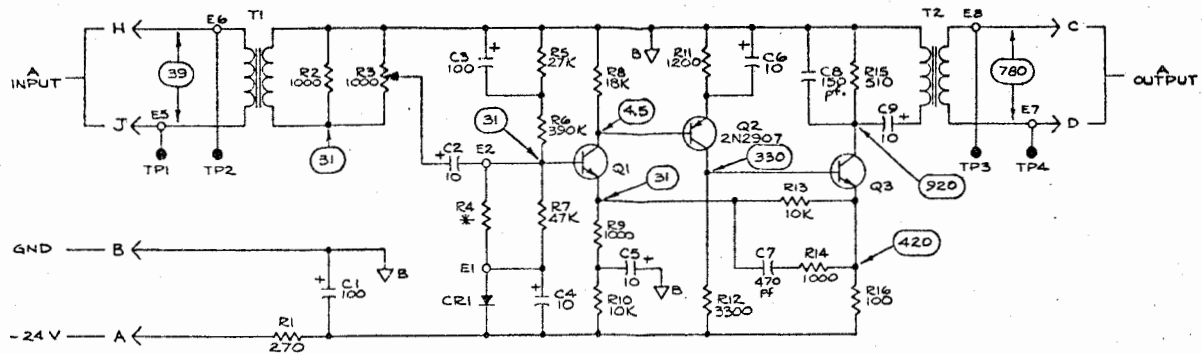 H
E6
T1
T2
E8
C
A
INPUT
39
R2
1000
R3
1000
C3
100
R5
27K
R8
18K
B
R11
1200
C6
10
C8
150
Pf.
R15
510
C9
10
780
A
OUTPUT
J
E5
E7
D
TP1
TP2
31
31
R6
390K
4.5
Q2
2N2907
TP3
TP4
C2
10
E2
Q1
330
Q3
920
R4
*
R7
47K
31
R13
10K
R9
1000
420
GND
B
B
E1
C5
10
B
C7
470
Pf
R14
1000
C1
100
CR1
C4
10
R10
10K
R12
3300
R16
100
-24V
A
R1
270